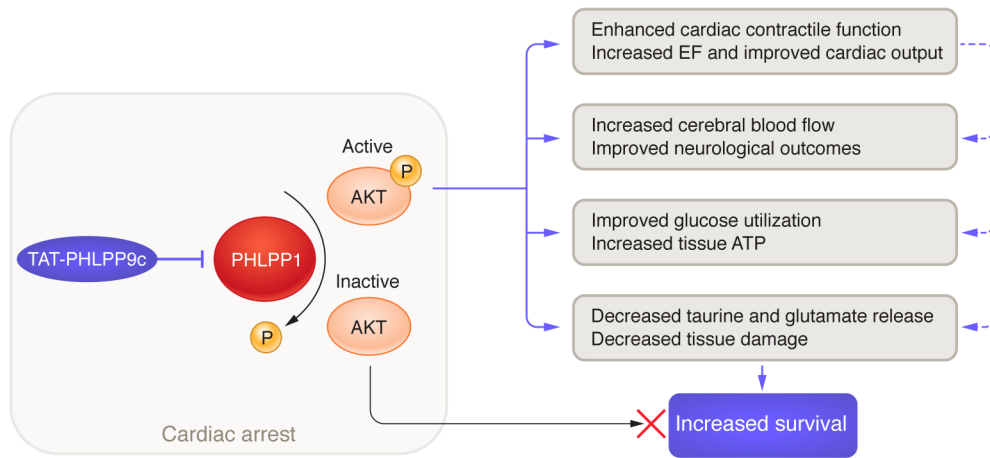 Enhanced cardiac contractile function
Increased EF and improved cardiac output
Increased cerebral blood flow
Improved neurological outcomes
Active
P
AKT
Improved glucose utilization
Increased tissue ATP
TAT-PHLPP9c
PHLPP1
Inactive
P
AKT
Decreased taurine and glutamate release
Decreased tissue damage
Increased survival
Cardiac arrest